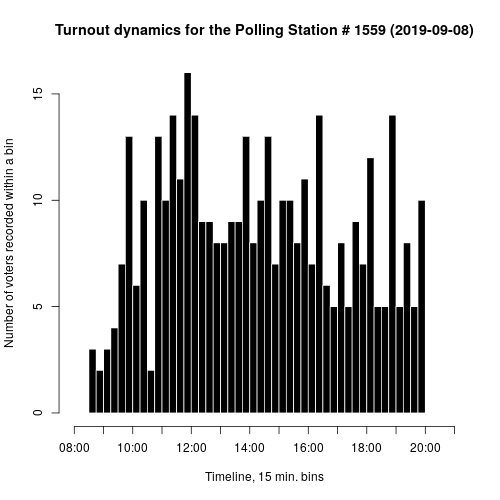 Turnout dynamics for the Polling Station # 1559 (2019-09-08)
Number of voters recorded within a bin
15
10
5
0
08:00 10:00 12:00 14:00 16:00 18:00 20:00
Timeline, 15 min. bins